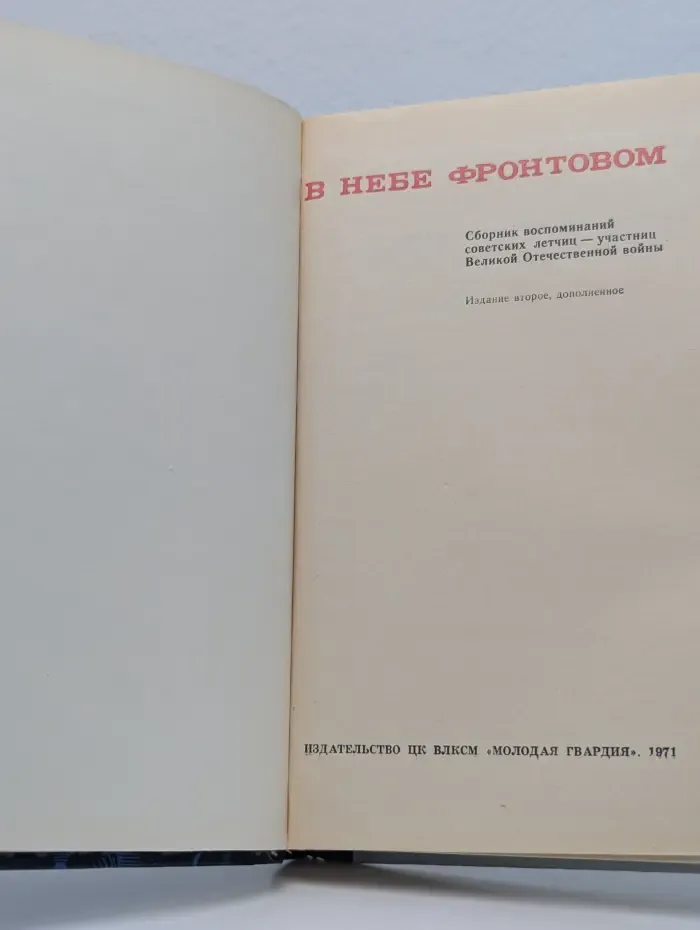 В НЕБЕ ФРОНТОВОМ
Сборник воспоминаний
советских летчиц — участниц
Великой Отечественной войны
Издание второе, дополненное
ИЗДАТЕЛЬСТВО ЦК ВЛКСМ «МОЛОДАЯ ГВАРДИЯ». 1971